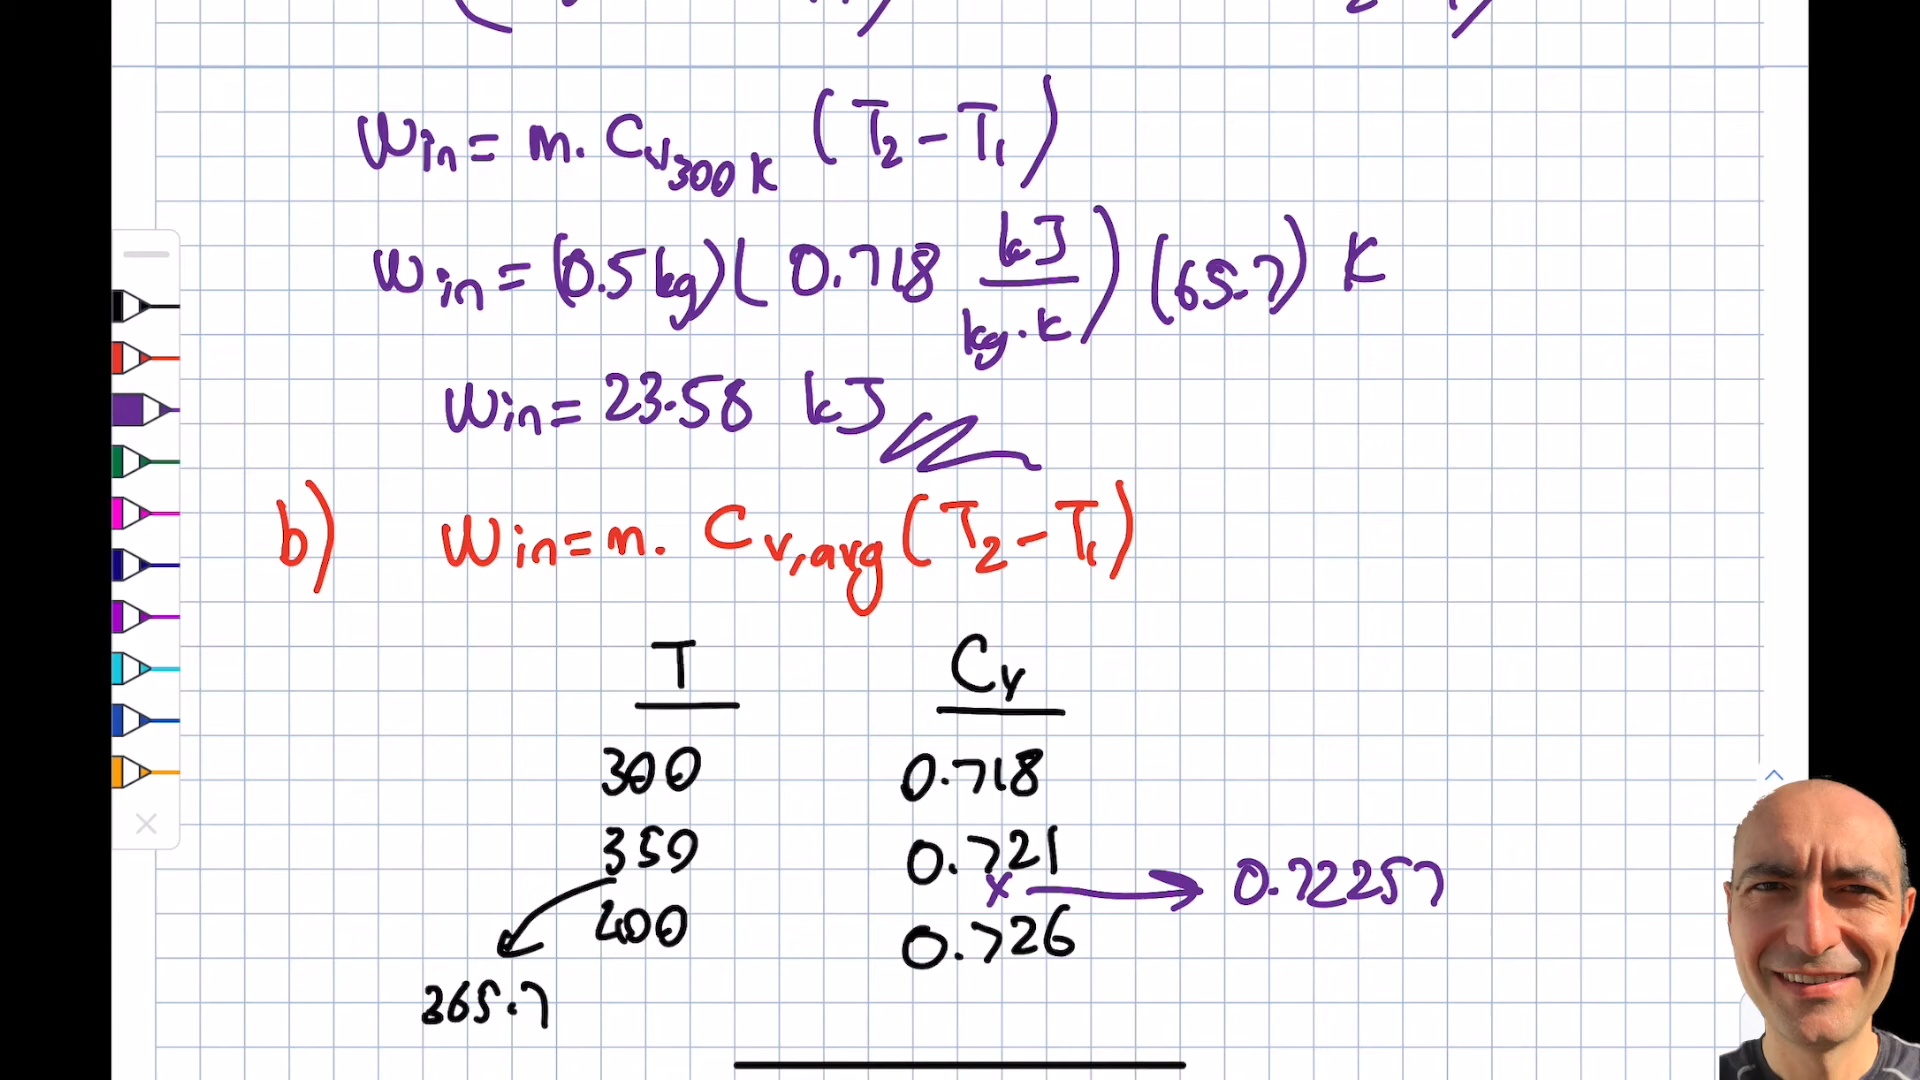 Win = m. Cv300 K (T2 - T1)
Win = (0.5 kg) ( 0.718 kJ/kg.K ) (65.7) K
Win = 23.58 kJ
b) Win = m. Cv,avg (T2 - T1)
T Cv
300 0.718
350 0.721
x → 0.72257
400 0.726
365.7